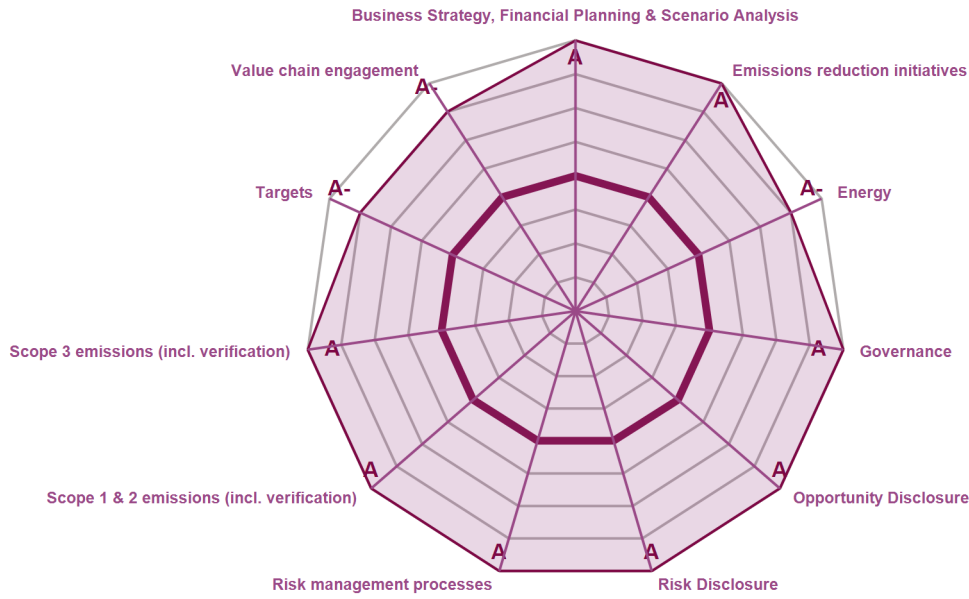 Business Strategy, Financial Planning & Scenario Analysis
A
Value chain engagement
A-
Emissions reduction initiatives
A
Targets
A-
A-
Energy
Scope 3 emissions (incl. verification)
A
A
Governance
Scope 1 & 2 emissions (incl. verification)
A
A
Opportunity Disclosure
Risk management processes
A
A
Risk Disclosure